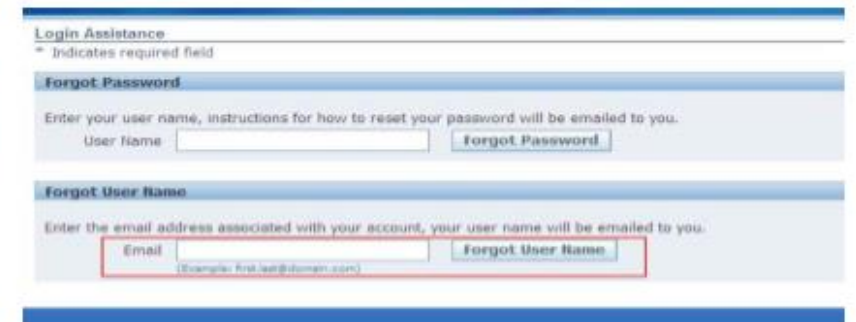 Login Assistance
* Indicates required field
Forgot Password
Enter your user name, instructions for how to reset your password will be emailed to you.
User Name Forgot Password
Forgot User Name
Enter the email address associated with your account, your user name will be emailed to you.
Email Forgot User Name
(Example: first.last@domain.com)